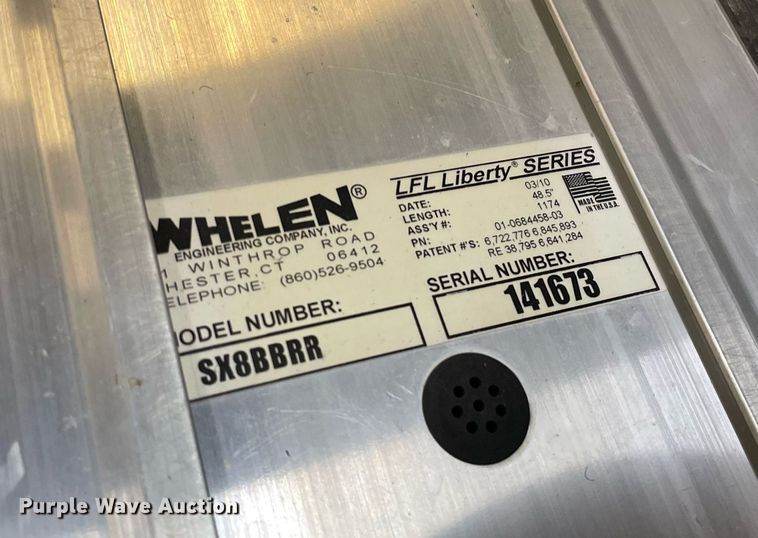 WHELEN®
ENGINEERING COMPANY, INC.
1 WINTHROP ROAD
HESTER, CT 06412
ELEPHONE: (860)526-9504
LFL Liberty® SERIES
DATE: 03/10
LENGTH: 48.5"
ASS'Y #: 1174
PN: 01-0684458-03
PATENT #'S: 6,722,776 6,845,893
RE 38,795 6,641,284
MADE
IN THE U.S.A.
ODEL NUMBER:
SX8BBRR
SERIAL NUMBER:
141673
Purple Wave Auction